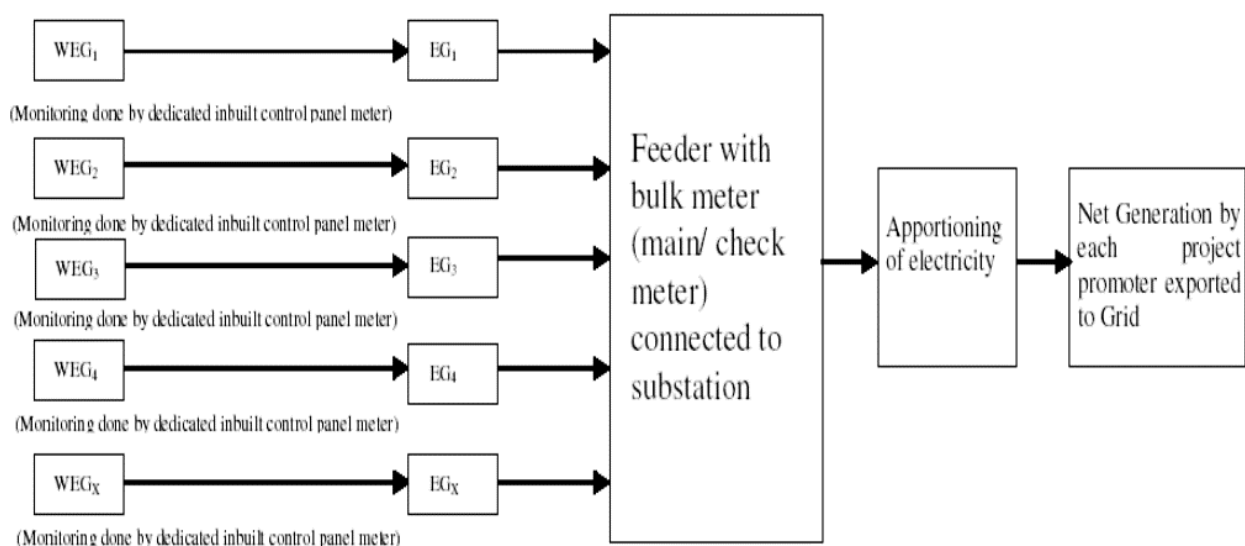 WEG₁
EG₁
(Monitoring done by dedicated inbuilt control panel meter)
WEG₂
EG₂
(Monitoring done by dedicated inbuilt control panel meter)
WEG₃
EG₃
(Monitoring done by dedicated inbuilt control panel meter)
WEG₄
EG₄
(Monitoring done by dedicated inbuilt control panel meter)
WEGₓ
EGₓ
(Monitoring done by dedicated inbuilt control panel meter)
Feeder with
bulk meter
(main/ check
meter)
connected to
substation
Apportioning
of electricity
Net Generation by
each project
promoter exported
to Grid